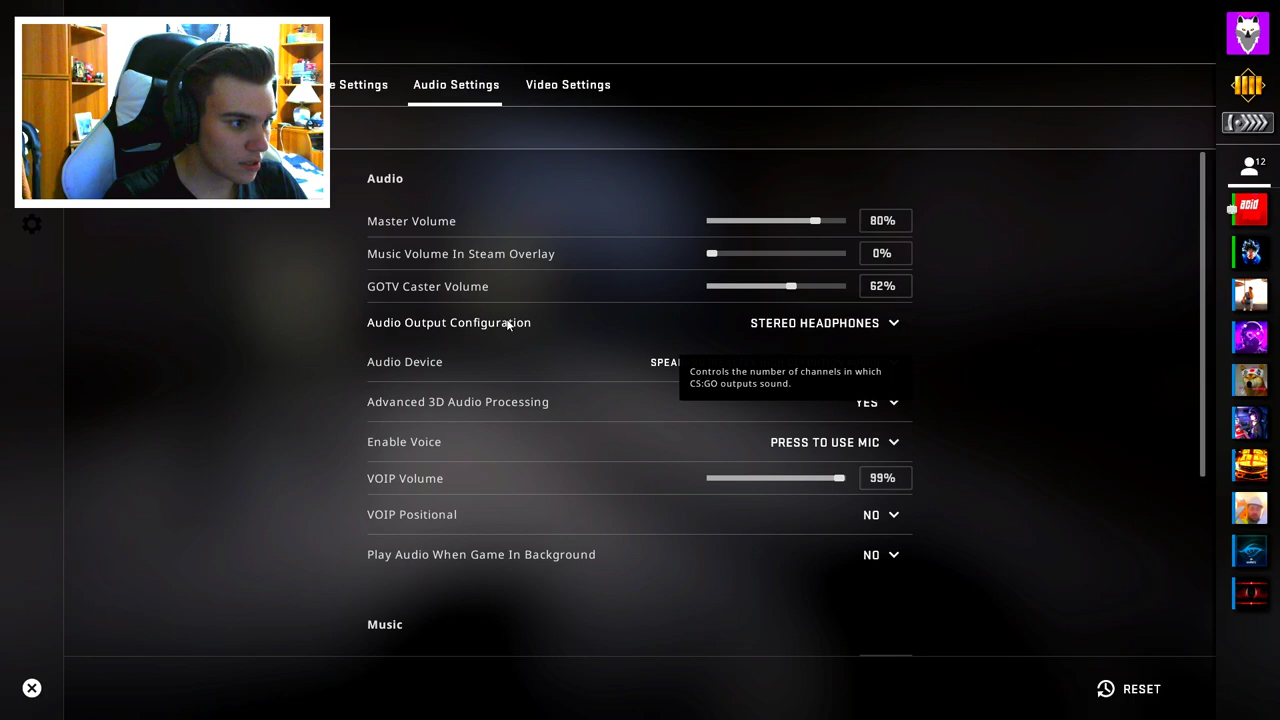 e Settings
Audio Settings
Video Settings
12
acid
Audio
Master Volume
80%
Music Volume In Steam Overlay
0%
GOTV Caster Volume
62%
Audio Output Configuration
STEREO HEADPHONES
Audio Device
SPEA
Controls the number of channels in which
CS:GO outputs sound.
Advanced 3D Audio Processing
YES
Enable Voice
PRESS TO USE MIC
VOIP Volume
99%
VOIP Positional
NO
Play Audio When Game In Background
NO
Music
RESET